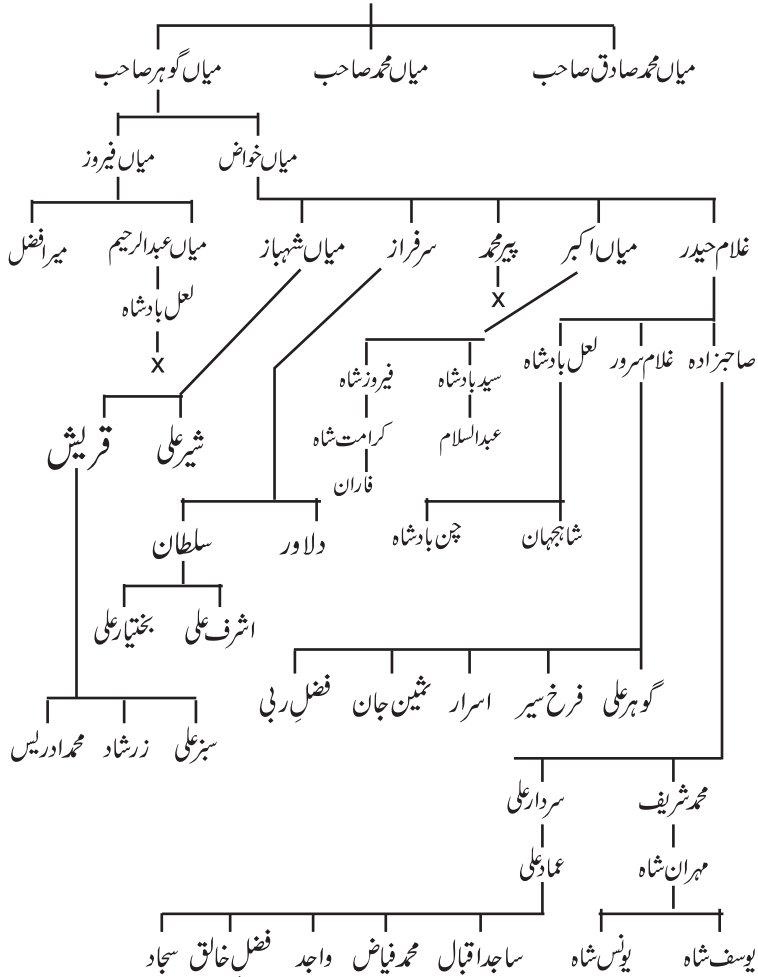 میاں محمد صادق صاحب میاں محمد صاحب میاں گوہر صاحب
میاں خواض میاں فیروز
غلام حیدر میاں اکبر پیر محمد سرفراز میاں شہباز میاں عبدالرحیم میر افضل
x
لعل بادشاہ
x
صاحبزادہ غلام سرور لعل بادشاہ سید بادشاہ فیروز شاہ
عبدالسلام کرامت شاہ
شیر علی قریش
فاران
شاہجہان چن بادشاہ دلاور سلطان
اشرف علی بختیار علی
گوہر علی فرخ سیر اسرار ثمین جان فضلِ ربی
سبز علی زرشاد محمد ادریس
محمد شریف سردار علی
مہران شاہ عماد علی
یوسف شاہ یونس شاہ ساجد اقبال محمد فیاض واجد فضل خالق سجاد